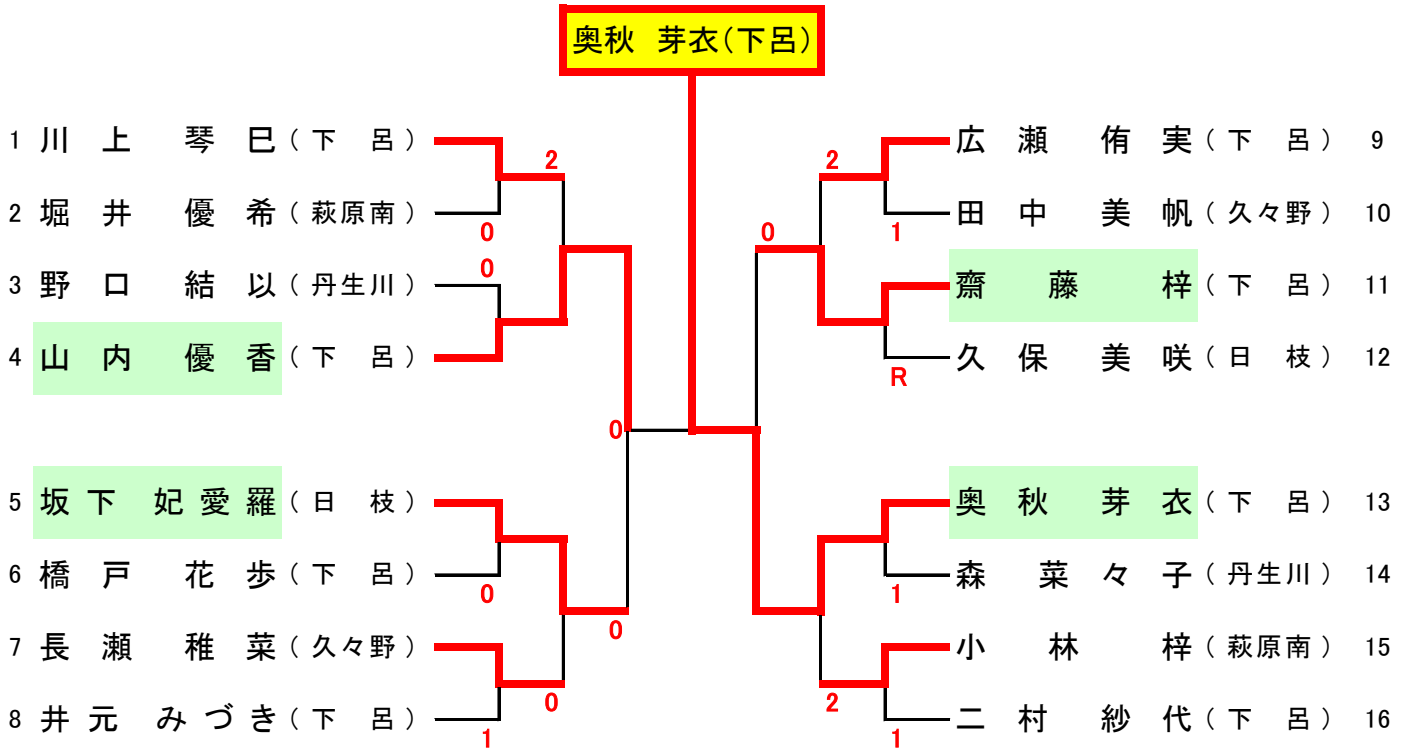 奥秋 芽衣(下呂)
1 川上 琴巳(下 呂)
2
広瀬 侑実(下 呂) 9
2
2 堀井 優希(萩原南)
0
田中 美帆(久々野) 10
1
0
3 野口 結以(丹生川)
0
齋藤 梓(下 呂) 11
4 山内 優香(下 呂)
久保 美咲(日 枝) 12
R
0
5 坂下 妃愛羅(日 枝)
奥秋 芽衣(下 呂) 13
6 橋戸 花歩(下 呂)
0
森 菜々子(丹生川) 14
1
0
7 長瀬 稚菜(久々野)
小林 梓(萩原南) 15
0
2
8 井元 みづき(下 呂)
1
二村 紗代(下 呂) 16
1